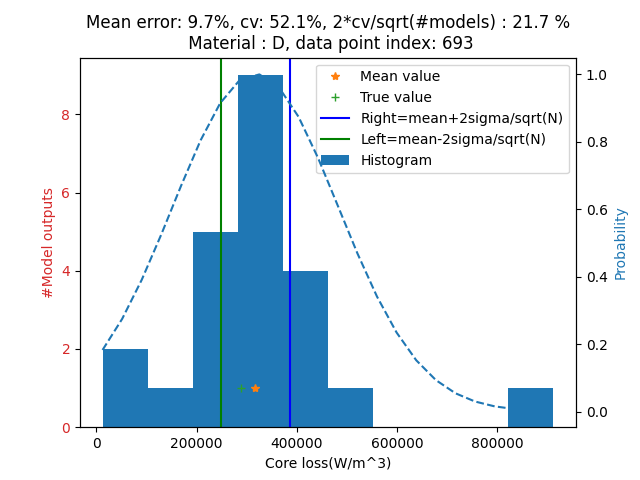 Mean error: 9.7%, cv: 52.1%, 2*cv/sqrt(#models) : 21.7 %
Material : D, data point index: 693
Mean value
True value
Right=mean+2sigma/sqrt(N)
Left=mean-2sigma/sqrt(N)
Histogram
#Model outputs
8
6
4
2
0
1.0
0.8
0.6
0.4
0.2
0.0
Probability
0
200000
400000
600000
800000
Core loss(W/m^3)